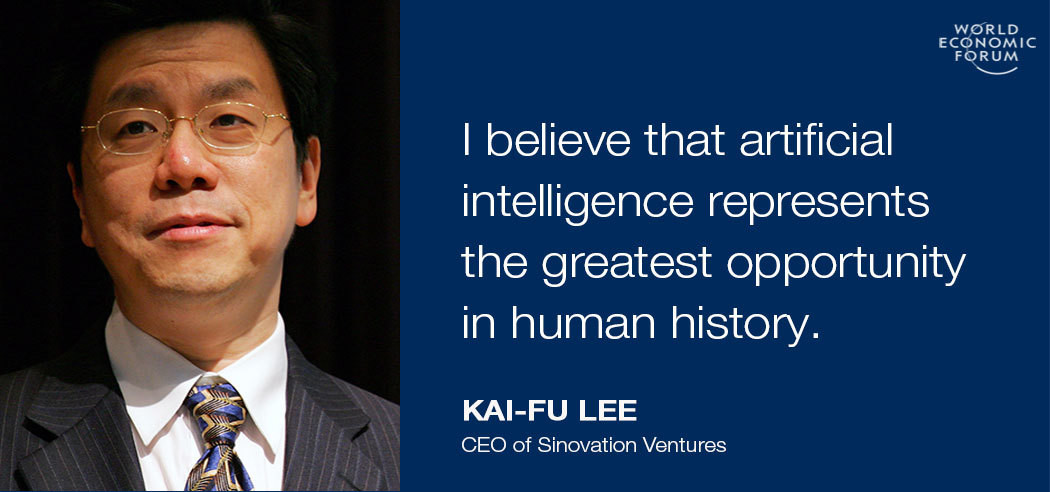 WORLD
ECONOMIC
FORUM
I believe that artificial
intelligence represents
the greatest opportunity
in human history.
KAI-FU LEE
CEO of Sinovation Ventures